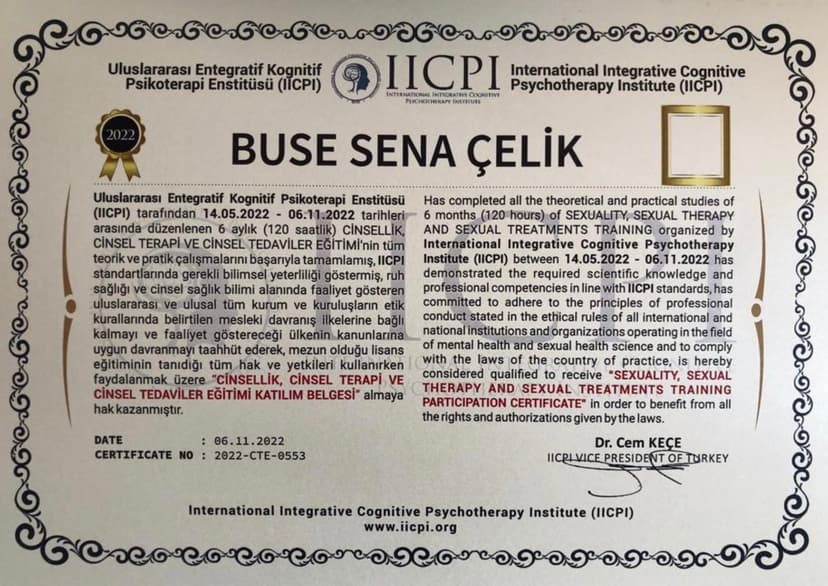 Uluslararası Entegratif Kognitif
Psikoterapi Enstitüsü (IICPI)
IICPI
INTERNATIONAL INTEGRATIVE COGNITIVE
PSYCHOTHERAPY INSTITUTE
International Integrative Cognitive
Psychotherapy Institute (IICPI)
2022
BUSE SENA ÇELİK
Uluslararası Entegratif Kognitif Psikoterapi Enstitüsü
(IICPI) tarafından 14.05.2022 - 06.11.2022 tarihleri
arasında düzenlenen 6 aylık (120 saatlik) CİNSELLİK,
CİNSEL TERAPİ VE CİNSEL TEDAVİLER EĞİTİMİ'nin tüm
teorik ve pratik çalışmalarını başarıyla tamamlamış, IICPI
standartlarında gerekli bilimsel yeterliliği göstermiş, ruh
sağlığı ve cinsel sağlık bilimi alanında faaliyet gösteren
uluslararası ve ulusal tüm kurum ve kuruluşların etik
kurallarında belirtilen mesleki davranış ilkelerine bağlı
kalmayı ve faaliyet göstereceği ülkenin kanunlarına
uygun davranmayı taahhüt ederek, mezun olduğu lisans
eğitiminin tanıdığı tüm hak ve yetkileri kullanırken
faydalanmak üzere "CİNSELLİK, CİNSEL TERAPİ VE
CİNSEL TEDAVİLER EĞİTİMİ KATILIM BELGESİ" almaya
hak kazanmıştır.
Has completed all the theoretical and practical studies of
6 months (120 hours) of SEXUALITY, SEXUAL THERAPY
AND SEXUAL TREATMENTS TRAINING organized by
International Integrative Cognitive Psychotherapy
Institute (IICPI) between 14.05.2022 - 06.11.2022 has
demonstrated the required scientific knowledge and
professional competencies in line with IICPI standards, has
committed to adhere to the principles of professional
conduct stated in the ethical rules of all international and
national institutions and organizations operating in the field
of mental health and sexual health science and to comply
with the laws of the country of practice, is hereby
considered qualified to receive "SEXUALITY, SEXUAL
THERAPY AND SEXUAL TREATMENTS TRAINING
PARTICIPATION CERTIFICATE" in order to benefit from all
the rights and authorizations given by the laws.
DATE : 06.11.2022
CERTIFICATE NO : 2022-CTE-0553
Dr. Cem KEÇE
IICPI VICE PRESIDENT OF TURKEY
International Integrative Cognitive Psychotherapy Institute (IICPI)
www.iicpi.org